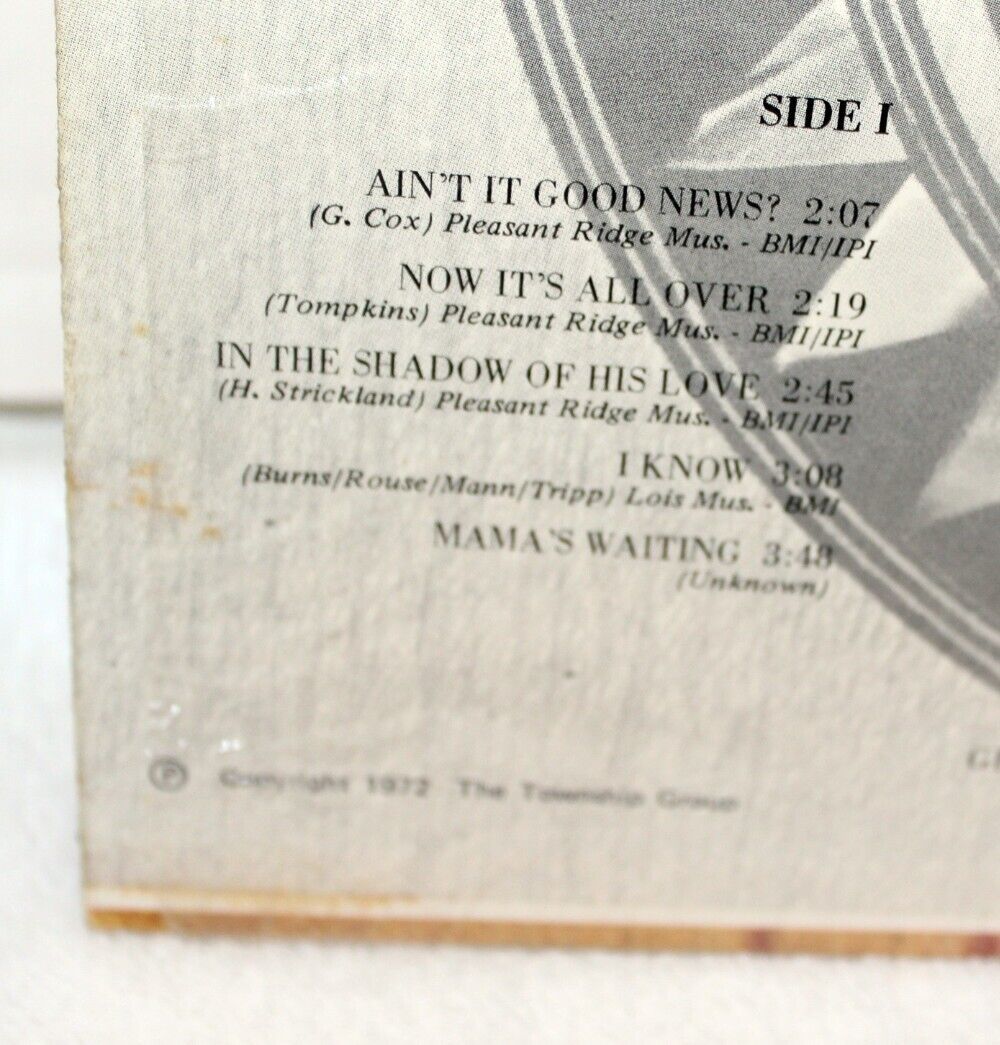 SIDE I
AIN'T IT GOOD NEWS? 2:07
(G. Cox) Pleasant Ridge Mus. - BMI/IPI
NOW IT'S ALL OVER 2:19
(Tompkins) Pleasant Ridge Mus. - BMI/IPI
IN THE SHADOW OF HIS LOVE 2:45
(H. Strickland) Pleasant Ridge Mus. - BMI/IPI
I KNOW 3:08
(Burns/Rouse/Mann/Tripp) Lois Mus. - BMI
MAMA'S WAITING 3:48
(Unknown)
Ⓟ Copyright 1972 The Township Group